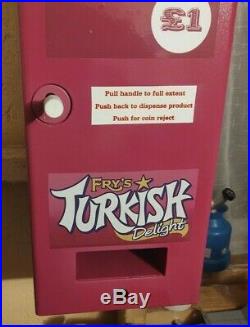 £1
Pull handle to full extent
Push back to dispense product
Push for coin reject
FRY'S
TURKISH
Delight